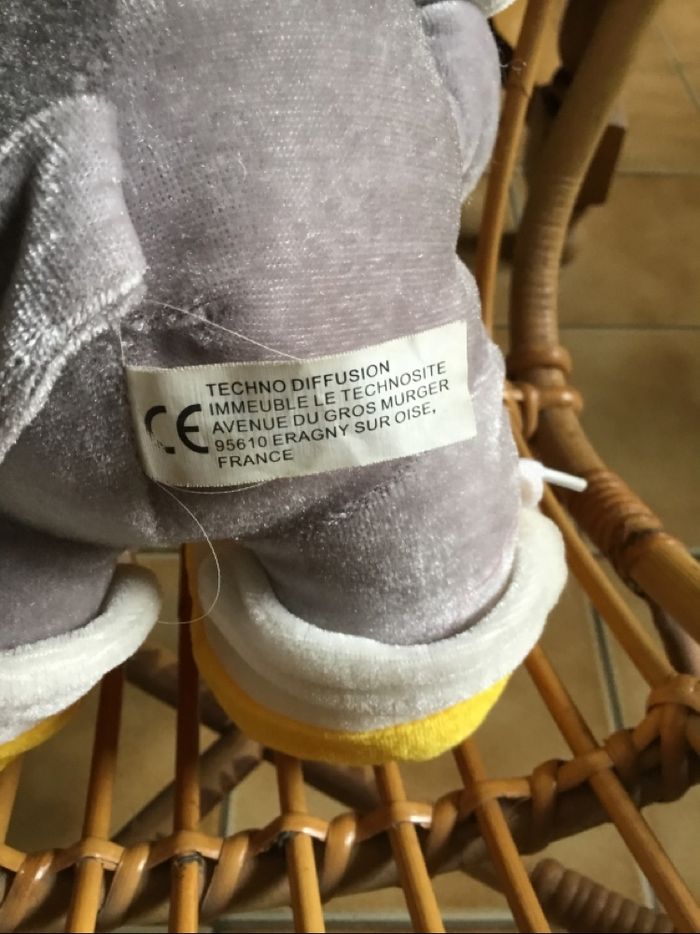 CE
TECHNO DIFFUSION
IMMEUBLE LE TECHNOSITE
AVENUE DU GROS MURGER
95610 ERAGNY SUR OISE,
FRANCE